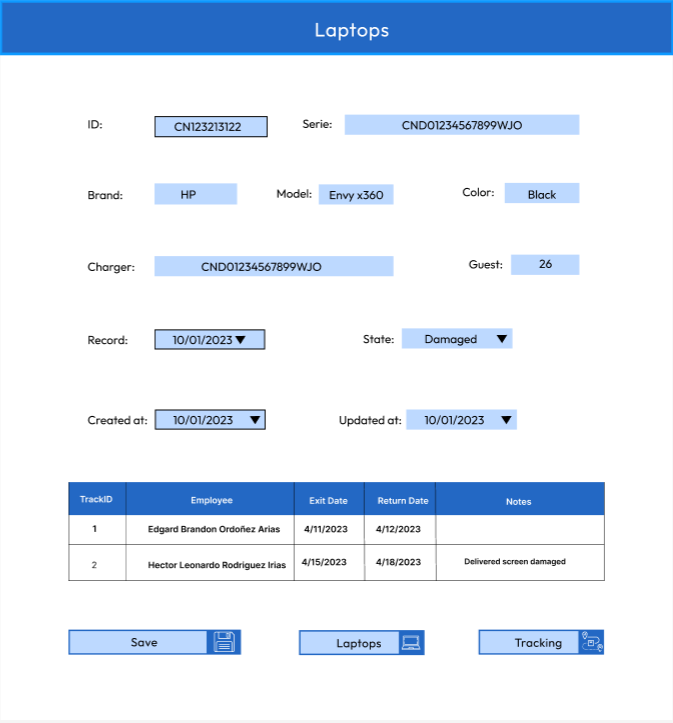 Laptops
ID: CN123213122 Serie: CND01234567899WJO
Brand: HP Model: Envy x360 Color: Black
Charger: CND01234567899WJO Guest: 26
Record: 10/01/2023 State: Damaged
Created at: 10/01/2023 Updated at: 10/01/2023
TrackID Employee Exit Date Return Date Notes
1 Edgard Brandon Ordoñez Arias 4/11/2023 4/12/2023
2 Hector Leonardo Rodriguez Irias 4/15/2023 4/18/2023 Delivered screen damaged
Save Laptops Tracking